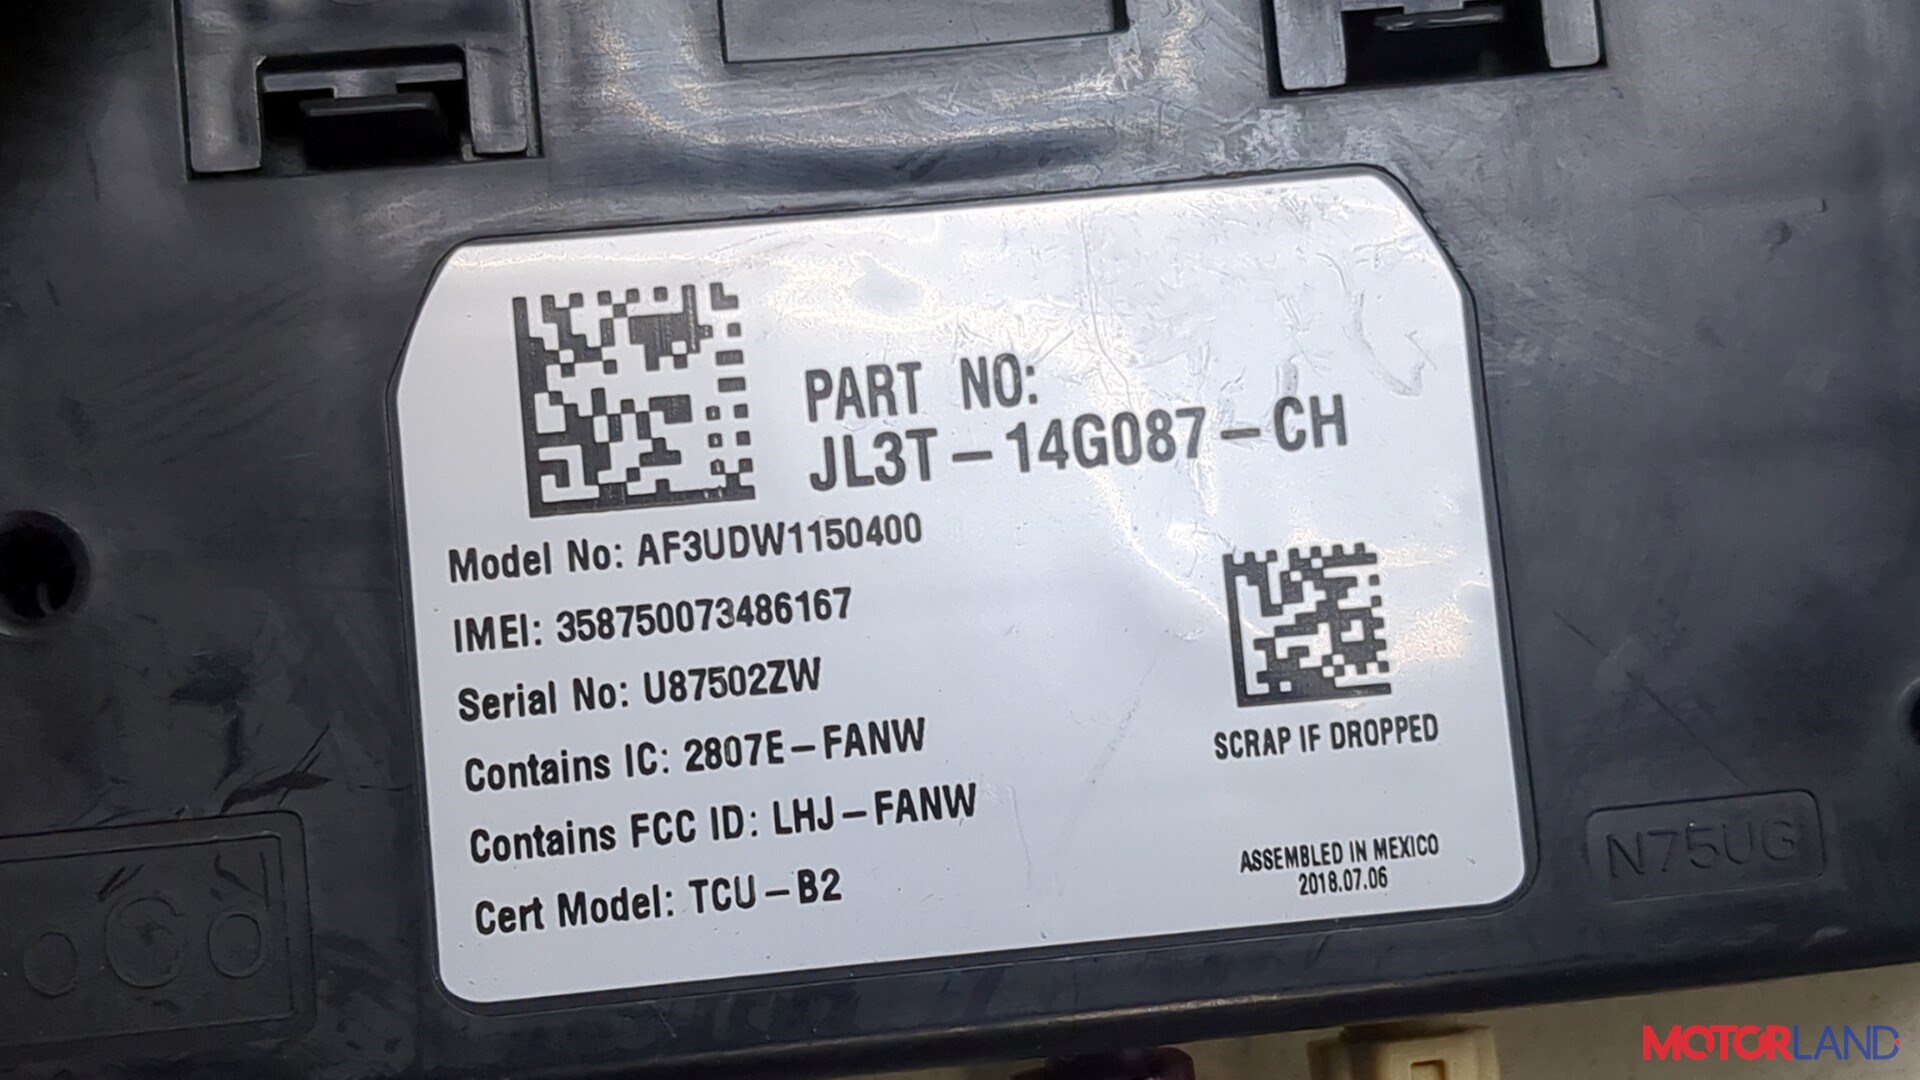 PART NO:
JL3T-14G087-CH
Model No: AF3UDW1150400
IMEI: 358750073486167
Serial No: U87502ZW
Contains IC: 2807E-FANW
Contains FCC ID: LHJ-FANW
Cert Model: TCU-B2
SCRAP IF DROPPED
ASSEMBLED IN MEXICO
2018.07.06
N75UG
MOTORLAND